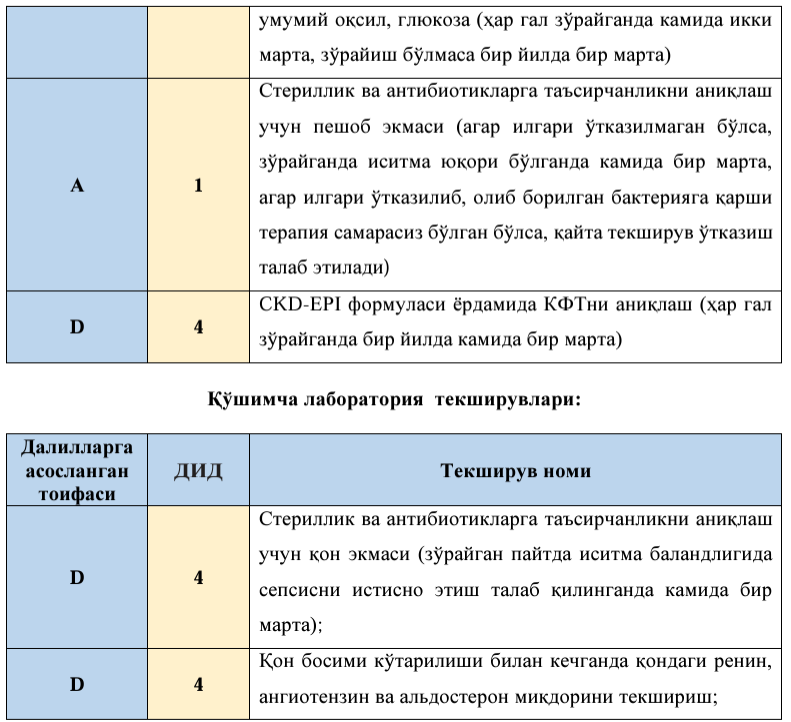 умумий оқсил, глюкоза (ҳар гал зўрайганда камида икки
марта, зўрайиш бўлмаса бир йилда бир марта)
A
1
Стериллик ва антибиотикларга таъсирчанликни аниқлаш
учун пешоб экмаси (агар илгари ўтказилмаган бўлса,
зўрайганда иситма юқори бўлганда камида бир марта,
агар илгари ўтказилиб, олиб борилган бактерияга қарши
терапия самарасиз бўлган бўлса, қайта текширув ўтказиш
талаб этилади)
D
4
CKD-EPI формуласи ёрдамида КФТни аниқлаш (ҳар гал
зўрайганда бир йилда камида бир марта)
Қўшимча лаборатория текширувлари:
Далилларга
асосланган
тоифаси
ДИД
Текширув номи
D
4
Стериллик ва антибиотикларга таъсирчанликни аниқлаш
учун қон экмаси (зўрайган пайтда иситма баландлигида
сепсисни истисно этиш талаб қилинганда камида бир
марта);
D
4
Қон босими кўтарилиши билан кечганда қондаги ренин,
ангиотензин ва альдостерон миқдорини текшириш;